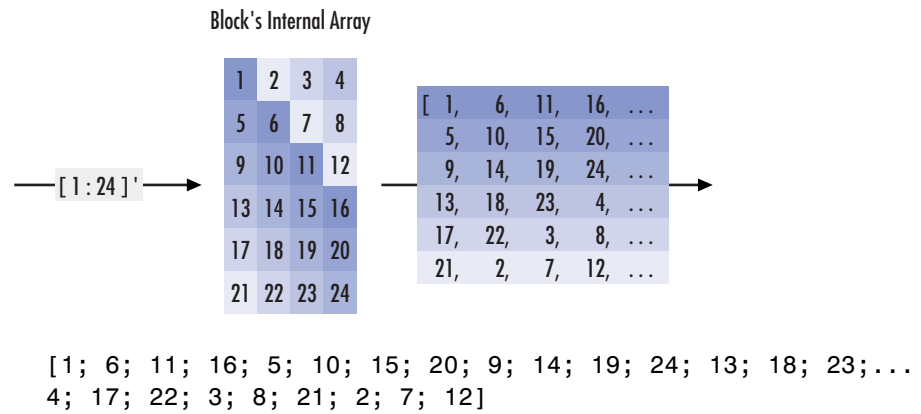 Block's Internal Array
1 2 3 4
5 6 7 8
9 10 11 12
13 14 15 16
17 18 19 20
21 22 23 24
[1:24]'
[ 1, 6, 11, 16, ...
5, 10, 15, 20, ...
9, 14, 19, 24, ...
13, 18, 23, 4, ...
17, 22, 3, 8, ...
21, 2, 7, 12, ...
[1; 6; 11; 16; 5; 10; 15; 20; 9; 14; 19; 24; 13; 18; 23;...
4; 17; 22; 3; 8; 21; 2; 7; 12]